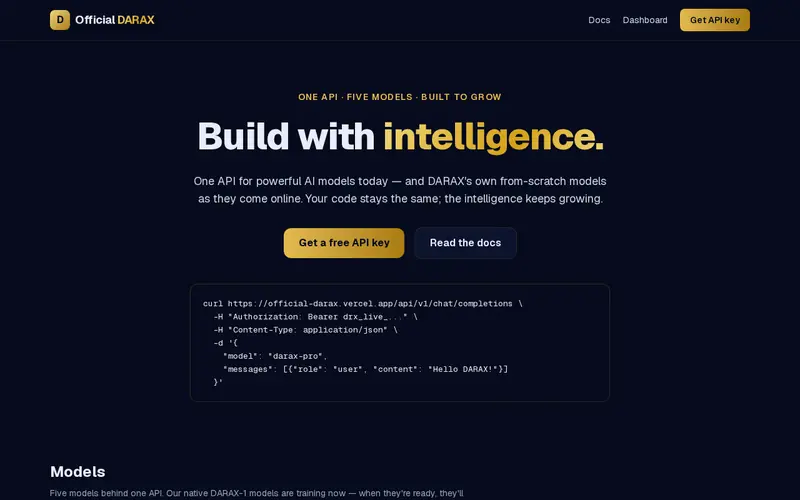 D Official DARAX
Docs Dashboard Get API key
ONE API · FIVE MODELS · BUILT TO GROW
Build with intelligence.
One API for powerful AI models today — and DARAX's own from-scratch models
as they come online. Your code stays the same; the intelligence keeps growing.
Get a free API key Read the docs
curl https://official-darax.vercel.app/api/v1/chat/completions \
-H "Authorization: Bearer drx_live_..." \
-H "Content-Type: application/json" \
-d '{
"model": "darax-pro",
"messages": [{"role": "user", "content": "Hello DARAX!"}]
}'
Models
Five models behind one API. Our native DARAX-1 models are training now — when they're ready, they'll